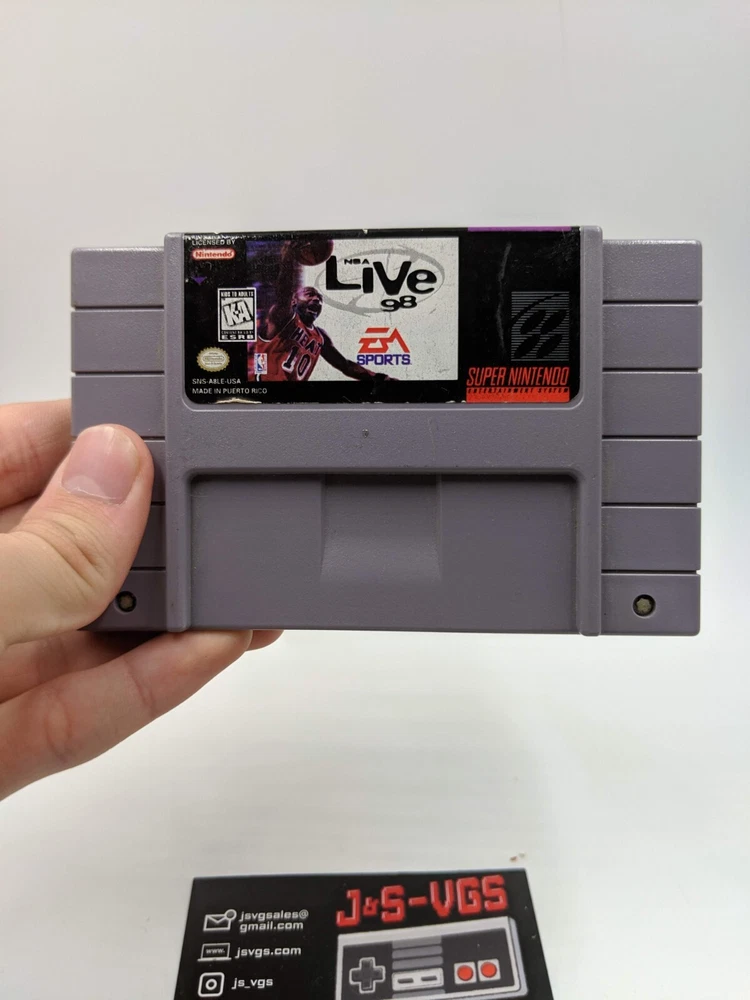 LICENSED BY
Nintendo
KIDS TO ADULTS
KA
ESRB
SNS-A8LE-USA
MADE IN PUERTO RICO
HEAT
10
NBA
LiVe
98
EA
SPORTS
SUPER NINTENDO
ENTERTAINMENT SYSTEM
J&S-VGS
jsvgsales@
gmail.com
www.
jsvgs.com
js_vgs